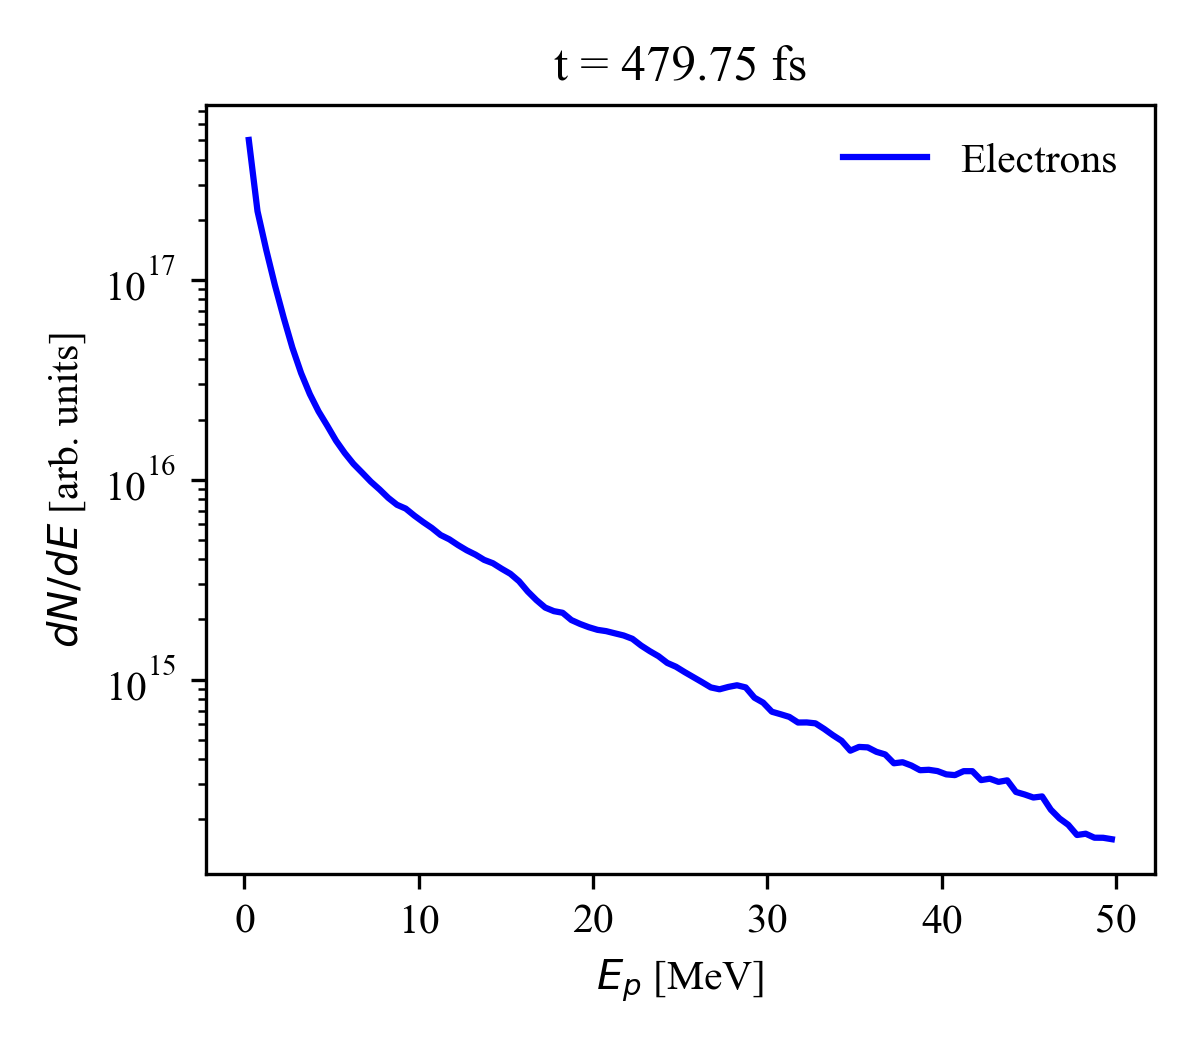 t = 479.75 fs
Electrons
10^17
10^16
10^15
dN/dE [arb. units]
0 10 20 30 40 50
E_p [MeV]